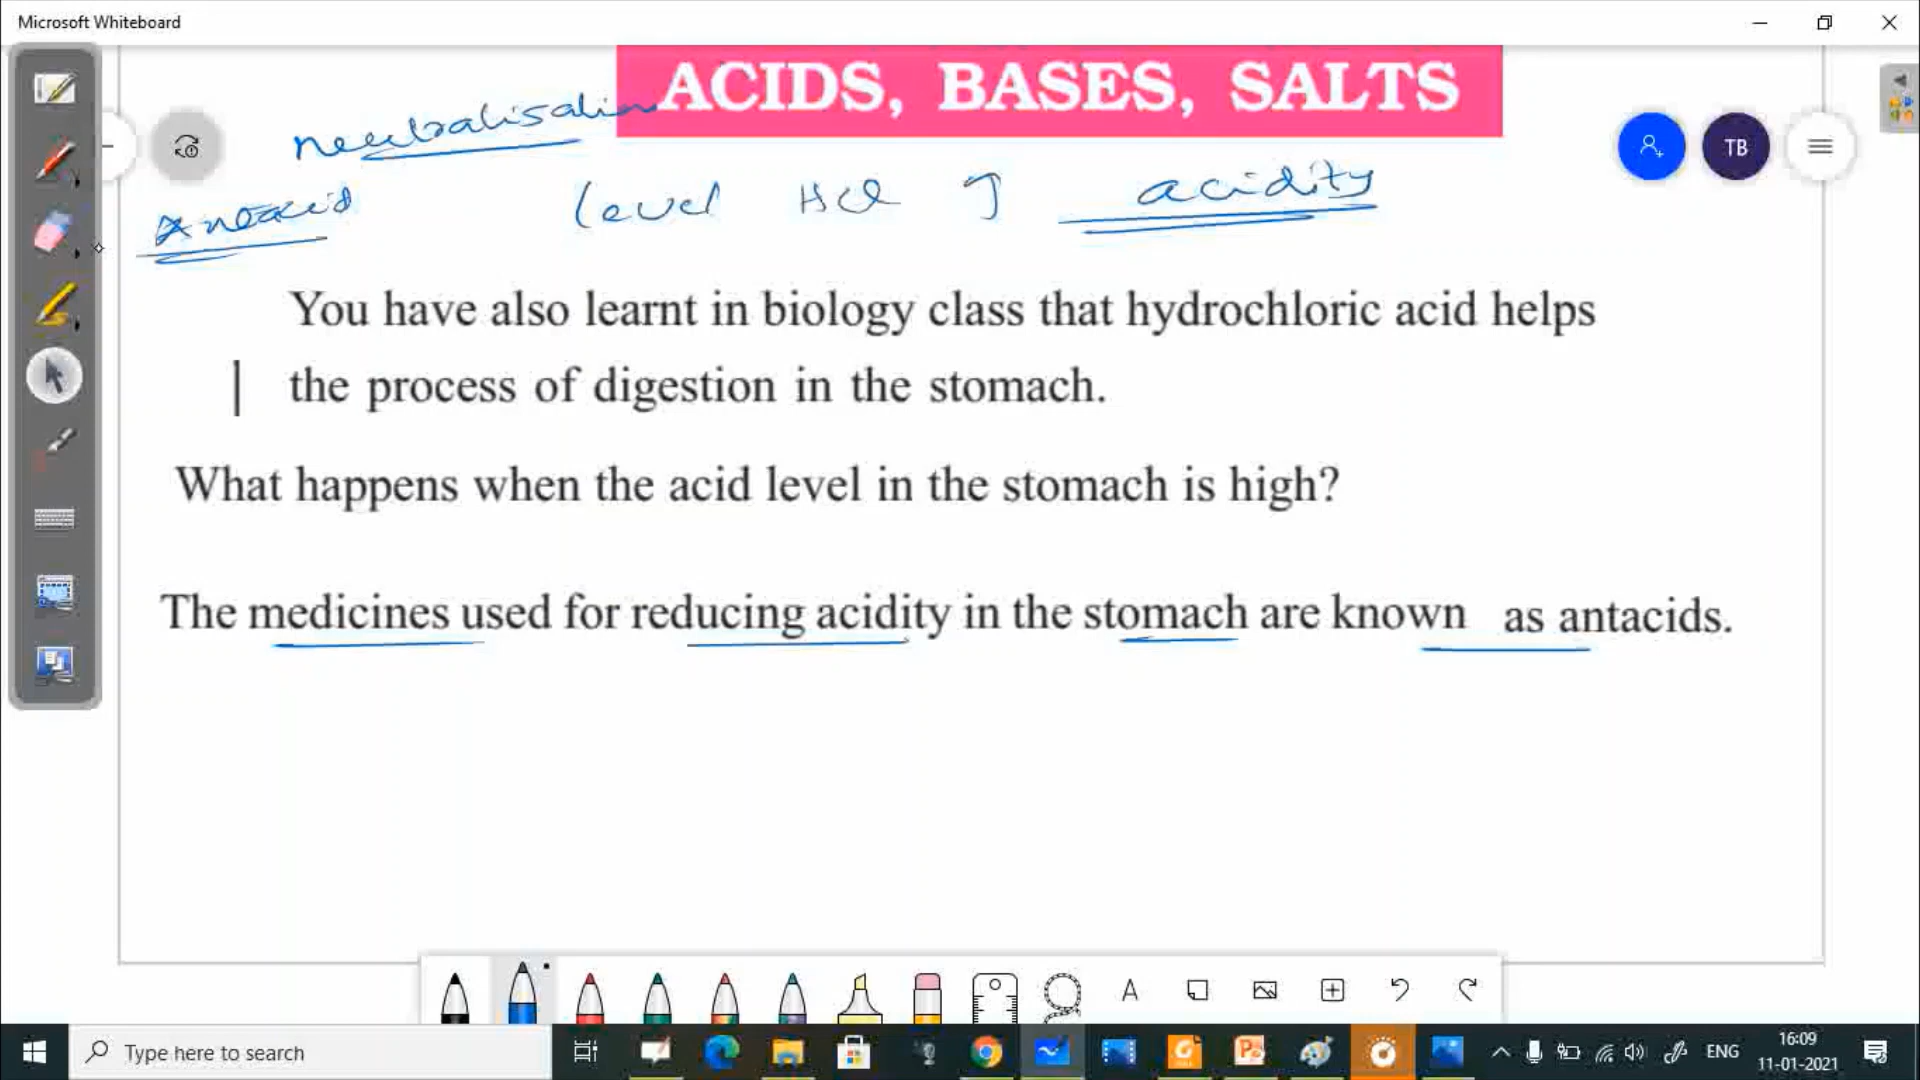 Microsoft Whiteboard
ACIDS, BASES, SALTS
neutralisation
TB
Antacid level HCl acidity
You have also learnt in biology class that hydrochloric acid helps
the process of digestion in the stomach.
What happens when the acid level in the stomach is high?
The medicines used for reducing acidity in the stomach are known as antacids.
A
Type here to search
ENG
16:09
11-01-2021